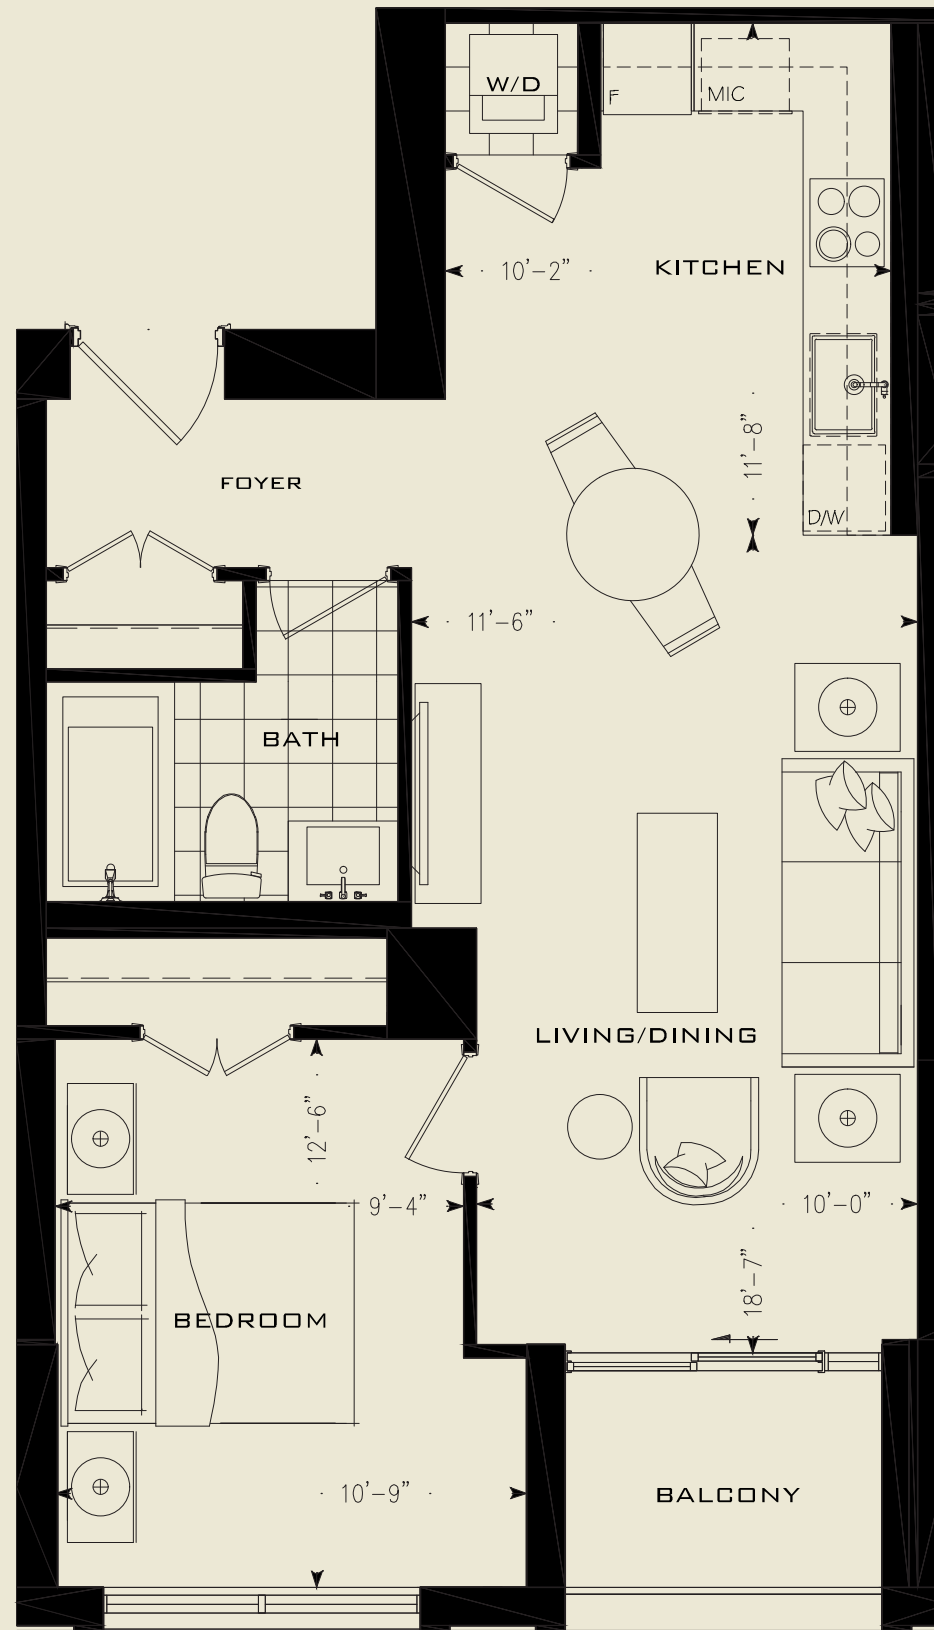 W/D
F
MIC
KITCHEN
10'-2"
11'-8"
FOYER
D/W
11'-6"
BATH
LIVING/DINING
12'-6"
9'-4"
10'-0"
18'-7"
BEDROOM
10'-9"
BALCONY